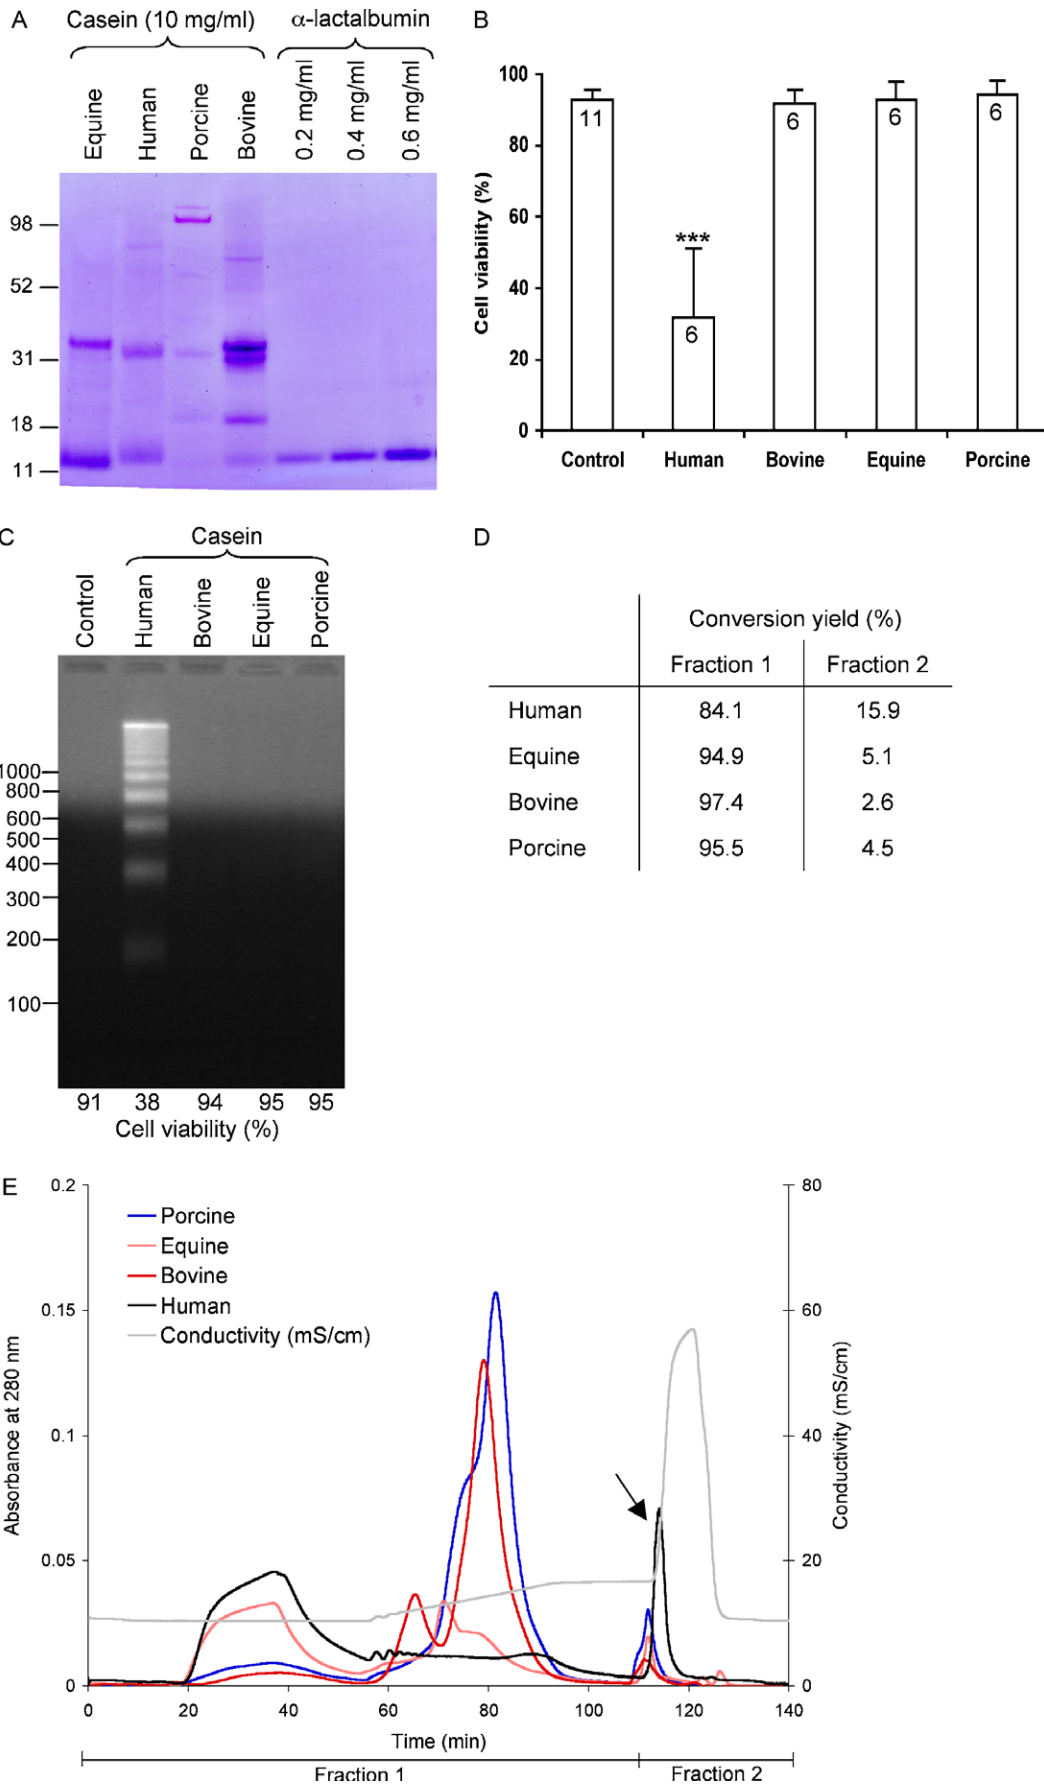 A
Casein (10 mg/ml)
α-lactalbumin
Equine
Human
Porcine
Bovine
0.2 mg/ml
0.4 mg/ml
0.6 mg/ml
98
52
31
18
11
B
Cell viability (%)
100
80
60
40
20
0
11
***
6
6
6
6
Control
Human
Bovine
Equine
Porcine
C
Casein
Control
Human
Bovine
Equine
Porcine
1000
800
600
500
400
300
200
100
91 38 94 95 95
Cell viability (%)
D
Conversion yield (%)
Fraction 1 Fraction 2
Human 84.1 15.9
Equine 94.9 5.1
Bovine 97.4 2.6
Porcine 95.5 4.5
E
Absorbance at 280 nm
0.2
0.15
0.1
0.05
0
Porcine
Equine
Bovine
Human
Conductivity (mS/cm)
80
60
40
20
0
Conductivity (mS/cm)
0 20 40 60 80 100 120 140
Time (min)
Fraction 1 Fraction 2